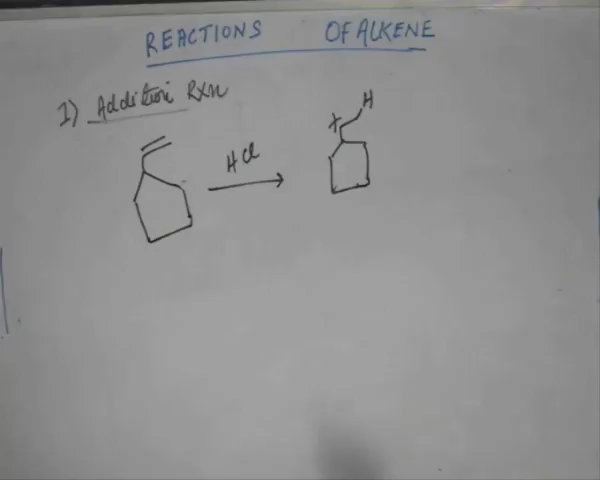 REACTIONS OF ALKENE
1) Addition Rxn
HCl
+ H